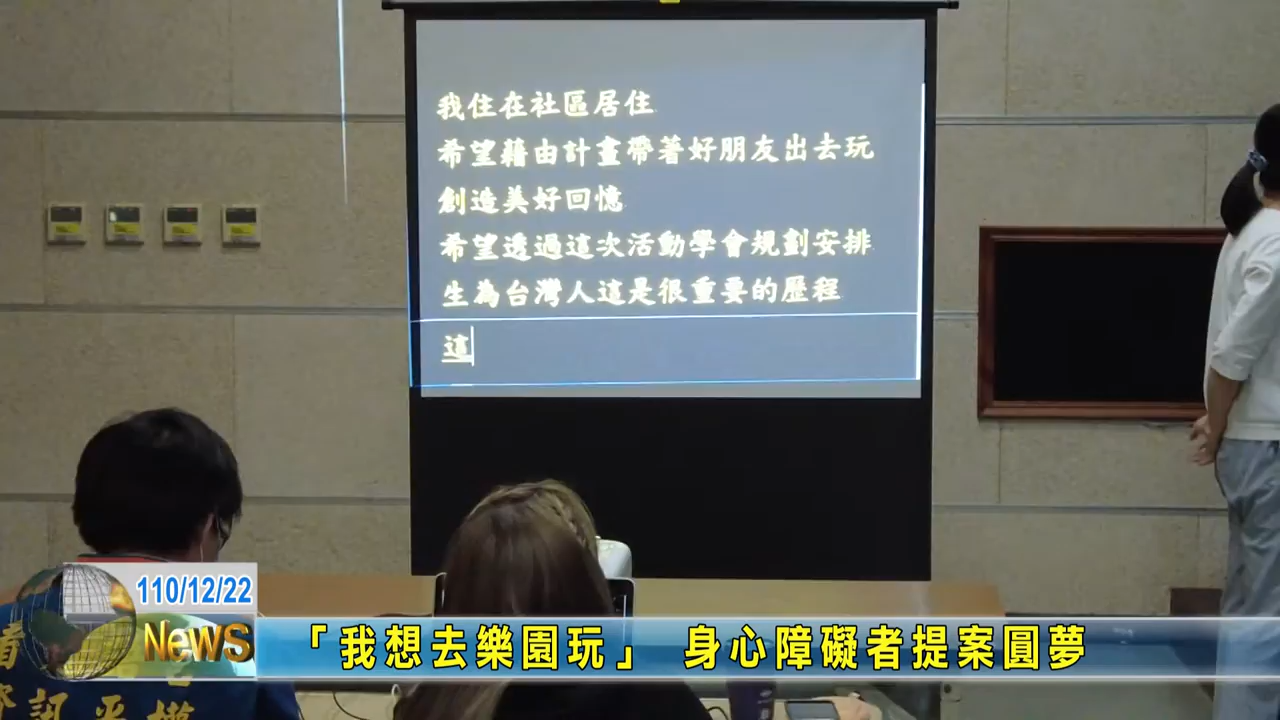 我住在社區居住
希望藉由計畫帶著好朋友出去玩
創造美好回憶
希望透過這次活動學會規劃安排
生為台灣人這是很重要的歷程
這
110/12/22
News
「我想去樂園玩」 身心障礙者提案圓夢
訊平權